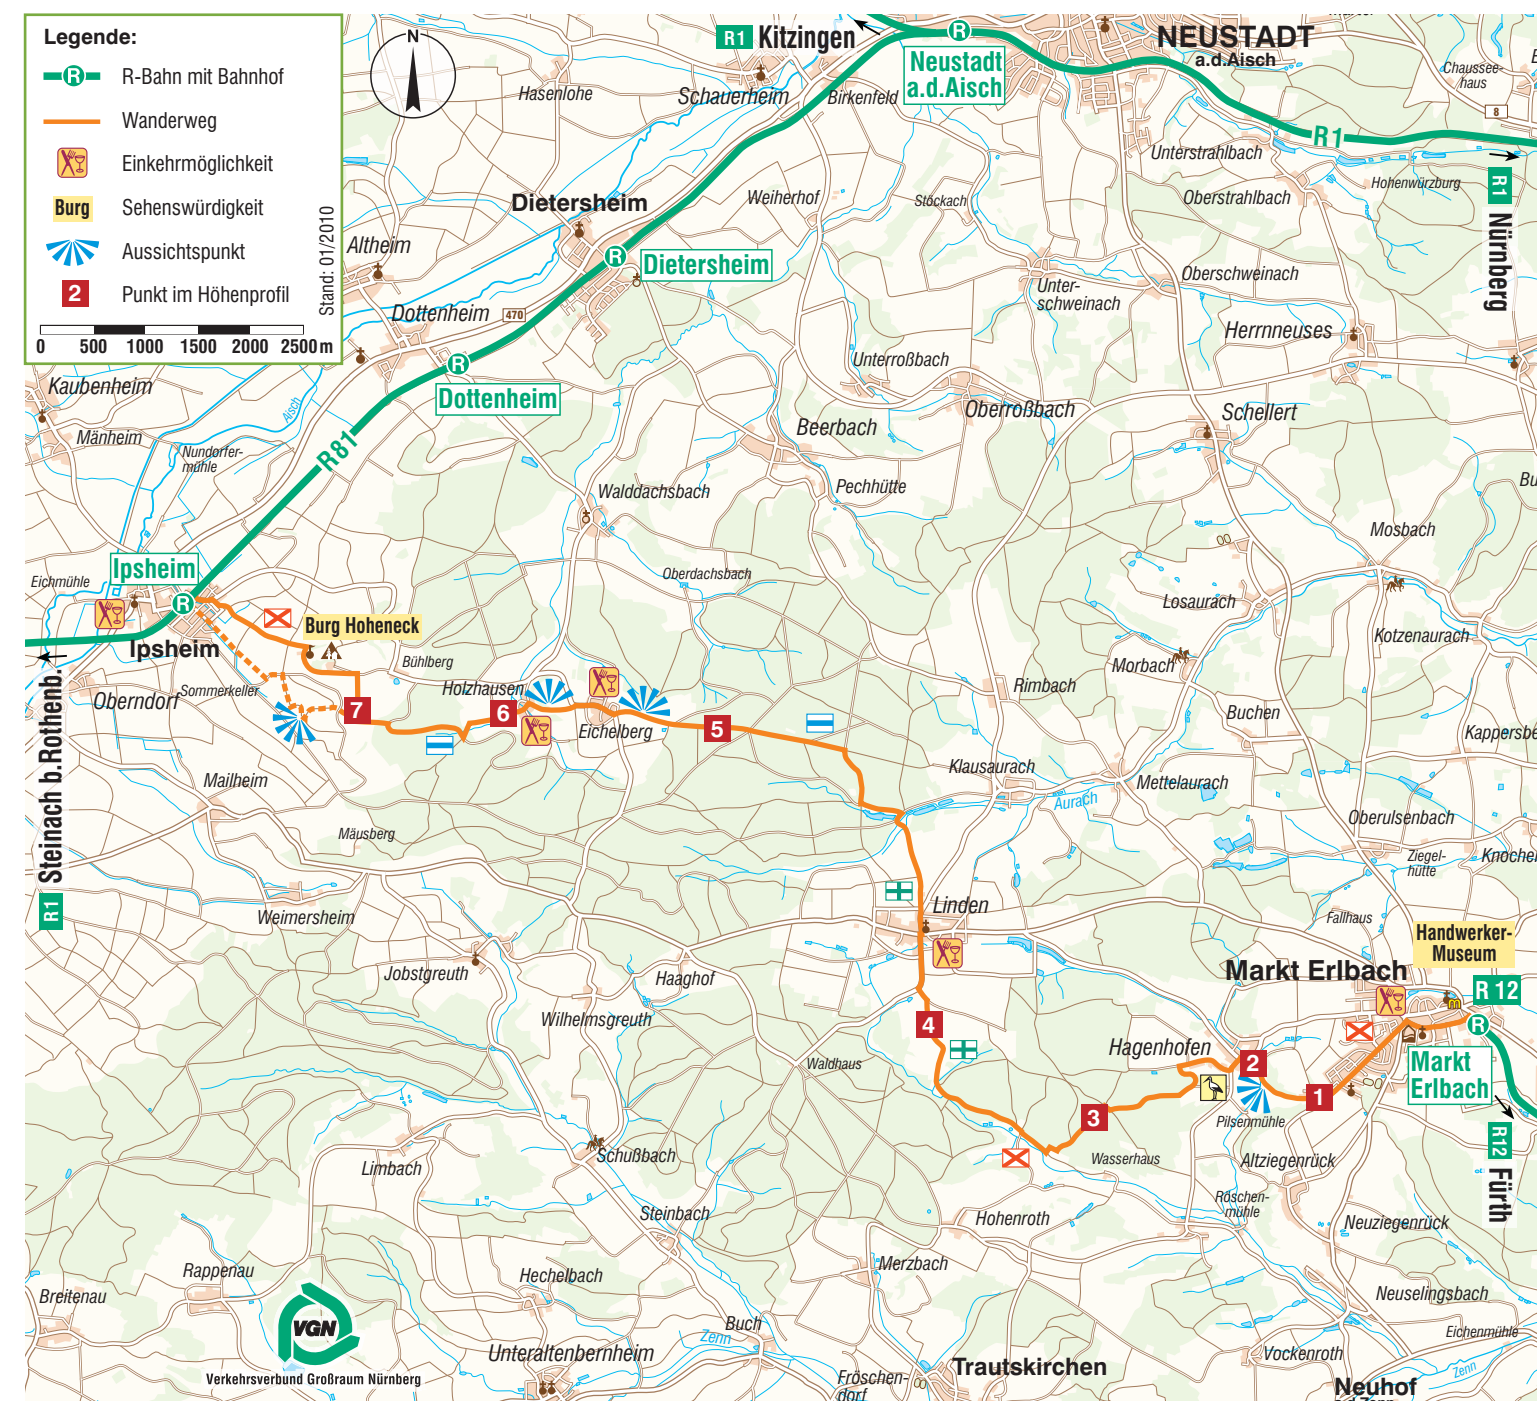 Legende:
R
R-Bahn mit Bahnhof
Wanderweg
Einkehrmöglichkeit
Burg
Sehenswürdigkeit
Aussichtspunkt
2
Punkt im Höhenprofil
0 500 1000 1500 2000 2500 m
Stand: 01/2010
N
R1 Kitzingen
R
Neustadt
a.d.Aisch
NEUSTADT
a.d.Aisch
Chaussee-
haus
8
Hasenlohe
Schauerheim
Birkenfeld
R1
Unterstrahlbach
Hohenwürzburg
R1 Nürnberg
Oberstrahlbach
Dietersheim
Weiherhof
Stöckach
Altheim
R
Dietersheim
Unter-
schweinach
Oberschweinach
Dottenheim
470
Herrnneuses
Unterroßbach
R
Dottenheim
Kaubenheim
Aisch
Oberroßbach
Schellert
Mänheim
Nundorfer-
mühle
R81
Beerbach
Walddachsbach
Pechhütte
Bu
Mosbach
Ipsheim
Eichmühle
Oberdachsbach
R
Losaurach
Burg Hoheneck
Kotzenaurach
Ipsheim
Bühlberg
Morbach
Steinach b.Rothenb.
R1
Oberndorf
Sommerkeller
Holzhausen
Rimbach
7
6
5
Eichelberg
Buchen
Kappersbe
Mailheim
Klausaurach
Aurach
Mettelaurach
Mäusberg
Oberulsenbach
Ziegel-
hütte
Knochel
Weimersheim
Linden
Fallhaus
Handwerker-
Museum
Jobstgreuth
Haaghof
Markt Erlbach
R 12
Wilhelmsgreuth
4
R
Hagenhofen
Waldhaus
2
Markt
Erlbach
1
3
Pilsenmühle
R12 Fürth
Limbach
Schußbach
Wasserhaus
Altziegenrück
Röschen-
mühle
Steinbach
Hohenroth
Neuziegenrück
Rappenau
Hechelbach
Merzbach
Breitenau
Neuselingsbach
VGN
Buch
Zenn
Eichenmühle
Unteraltenbernheim
Vockenroth
Zenn
Verkehrsverbund Großraum Nürnberg
Fröschen-
dorf
Trautskirchen
Neuhof